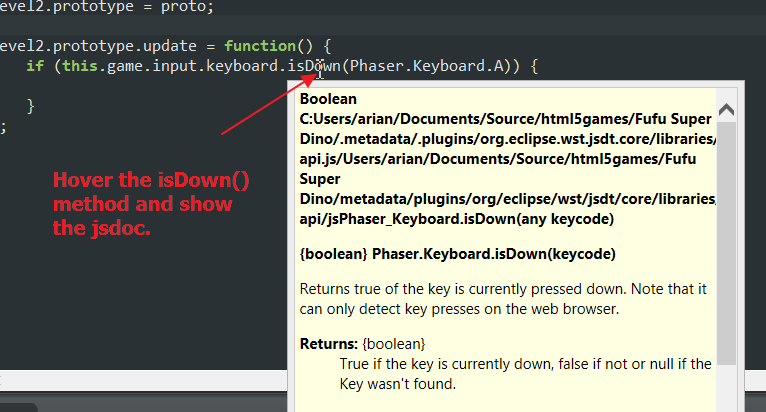 evel2.prototype = proto;
evel2.prototype.update = function() {
if (this.game.input.keyboard.isDown(Phaser.Keyboard.A)) {
}
;
Hover the isDown()
method and show
the jsdoc.
Boolean
C:Users/arian/Documents/Source/html5games/Fufu Super
Dino/.metadata/.plugins/org.eclipse.wst.jsdt.core/libraries/
api.js/Users/arian/Documents/Source/html5games/Fufu
Super
Dino/metadata/plugins/org/eclipse/wst/jsdt/core/libraries,
api/jsPhaser_Keyboard.isDown(any keycode)
{boolean} Phaser.Keyboard.isDown(keycode)
Returns true of the key is currently pressed down. Note that it
can only detect key presses on the web browser.
Returns: {boolean}
True if the key is currently down, false if not or null if the
Key wasn't found.